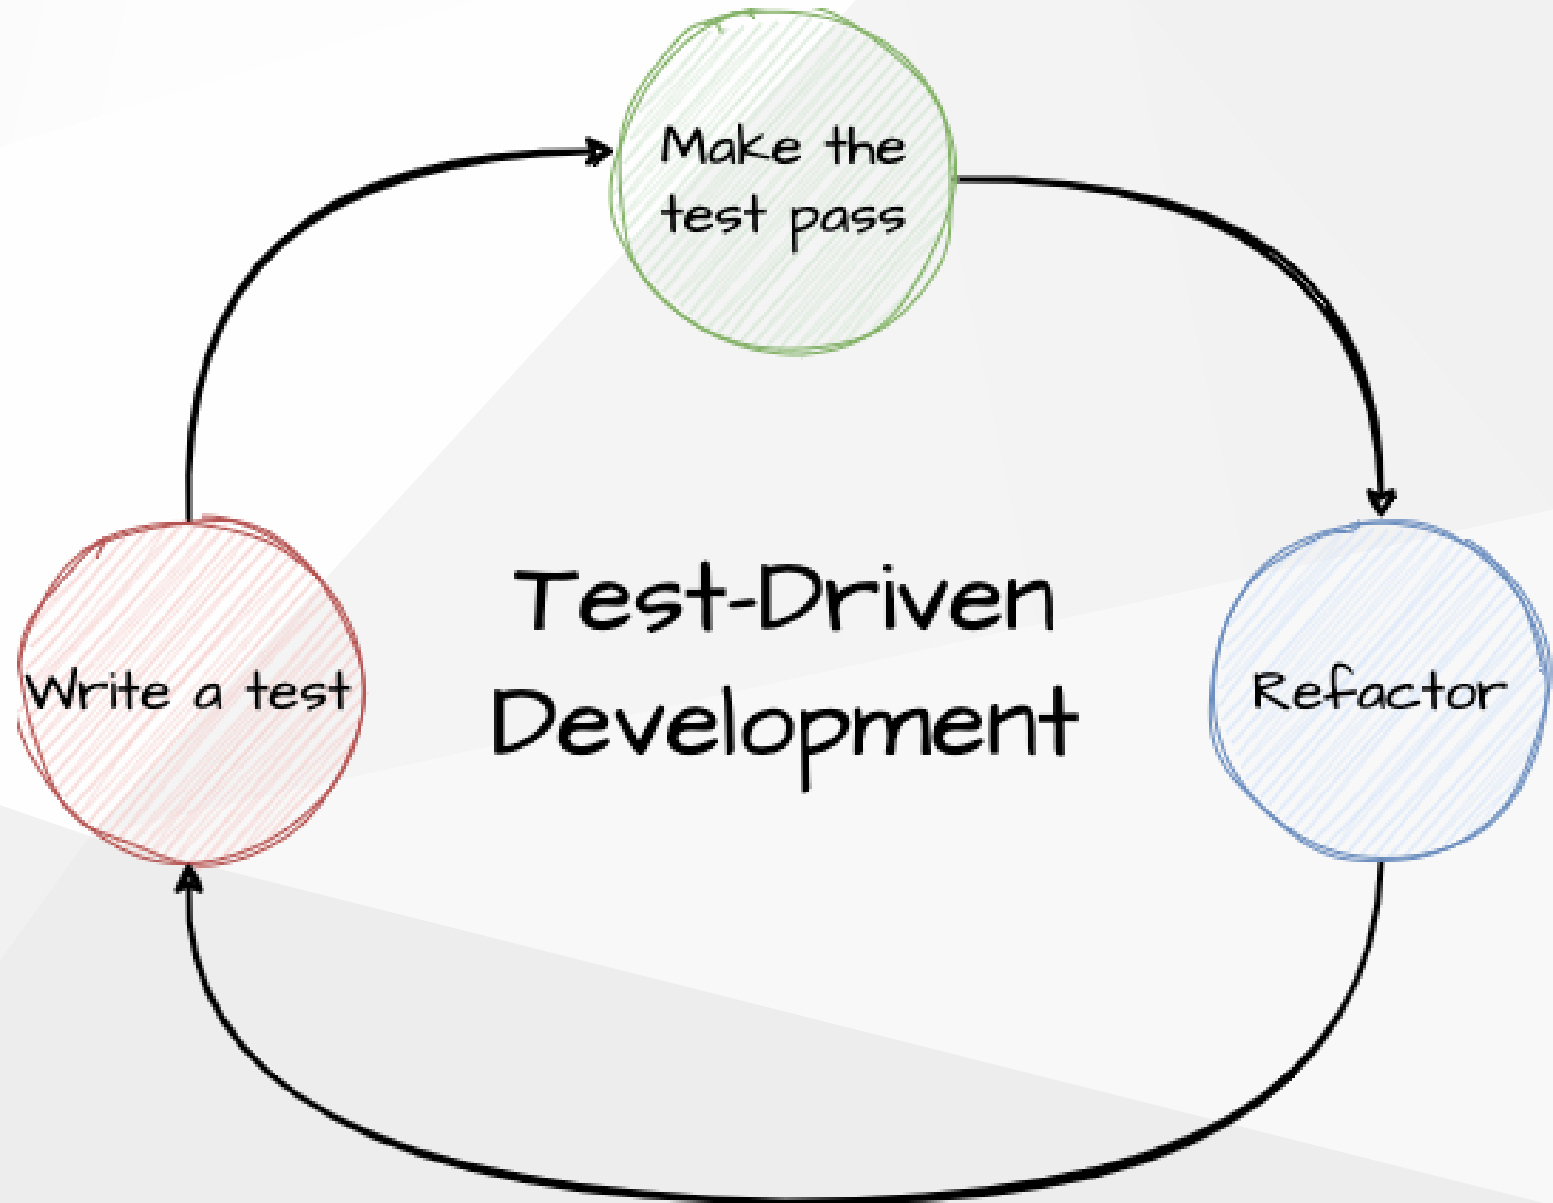 Make the
test pass
Write a test
Test-Driven
Development
Refactor